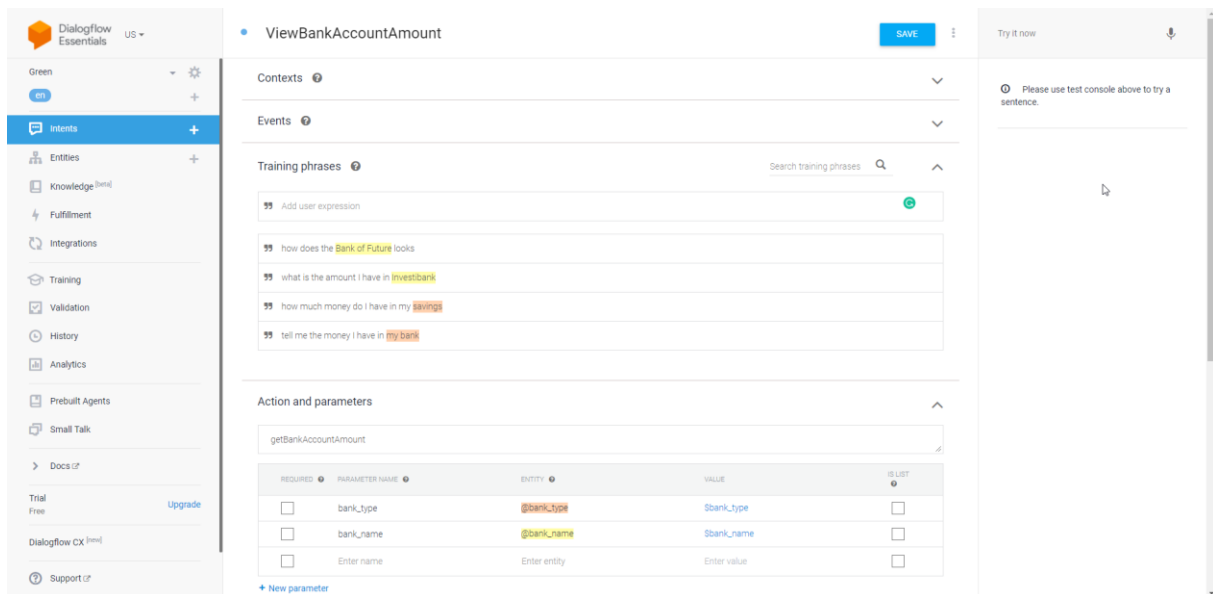 Dialogflow
Essentials
US
Green
en
Intents
Entities
Knowledge [beta]
Fulfillment
Integrations
Training
Validation
History
Analytics
Prebuilt Agents
Small Talk
Docs
Trial
Free
Upgrade
Dialogflow CX [new]
Support
ViewBankAccountAmount
SAVE
Contexts
Events
Training phrases
Search training phrases
Add user expression
how does the Bank of Future looks
what is the amount I have in Investibank
how much money do I have in my savings
tell me the money I have in my bank
Action and parameters
getBankAccountAmount
REQUIRED PARAMETER NAME ENTITY VALUE IS LIST
bank_type @bank_type $bank_type
bank_name @bank_name $bank_name
Enter name Enter entity Enter value
+ New parameter
Try it now
Please use test console above to try a
sentence.